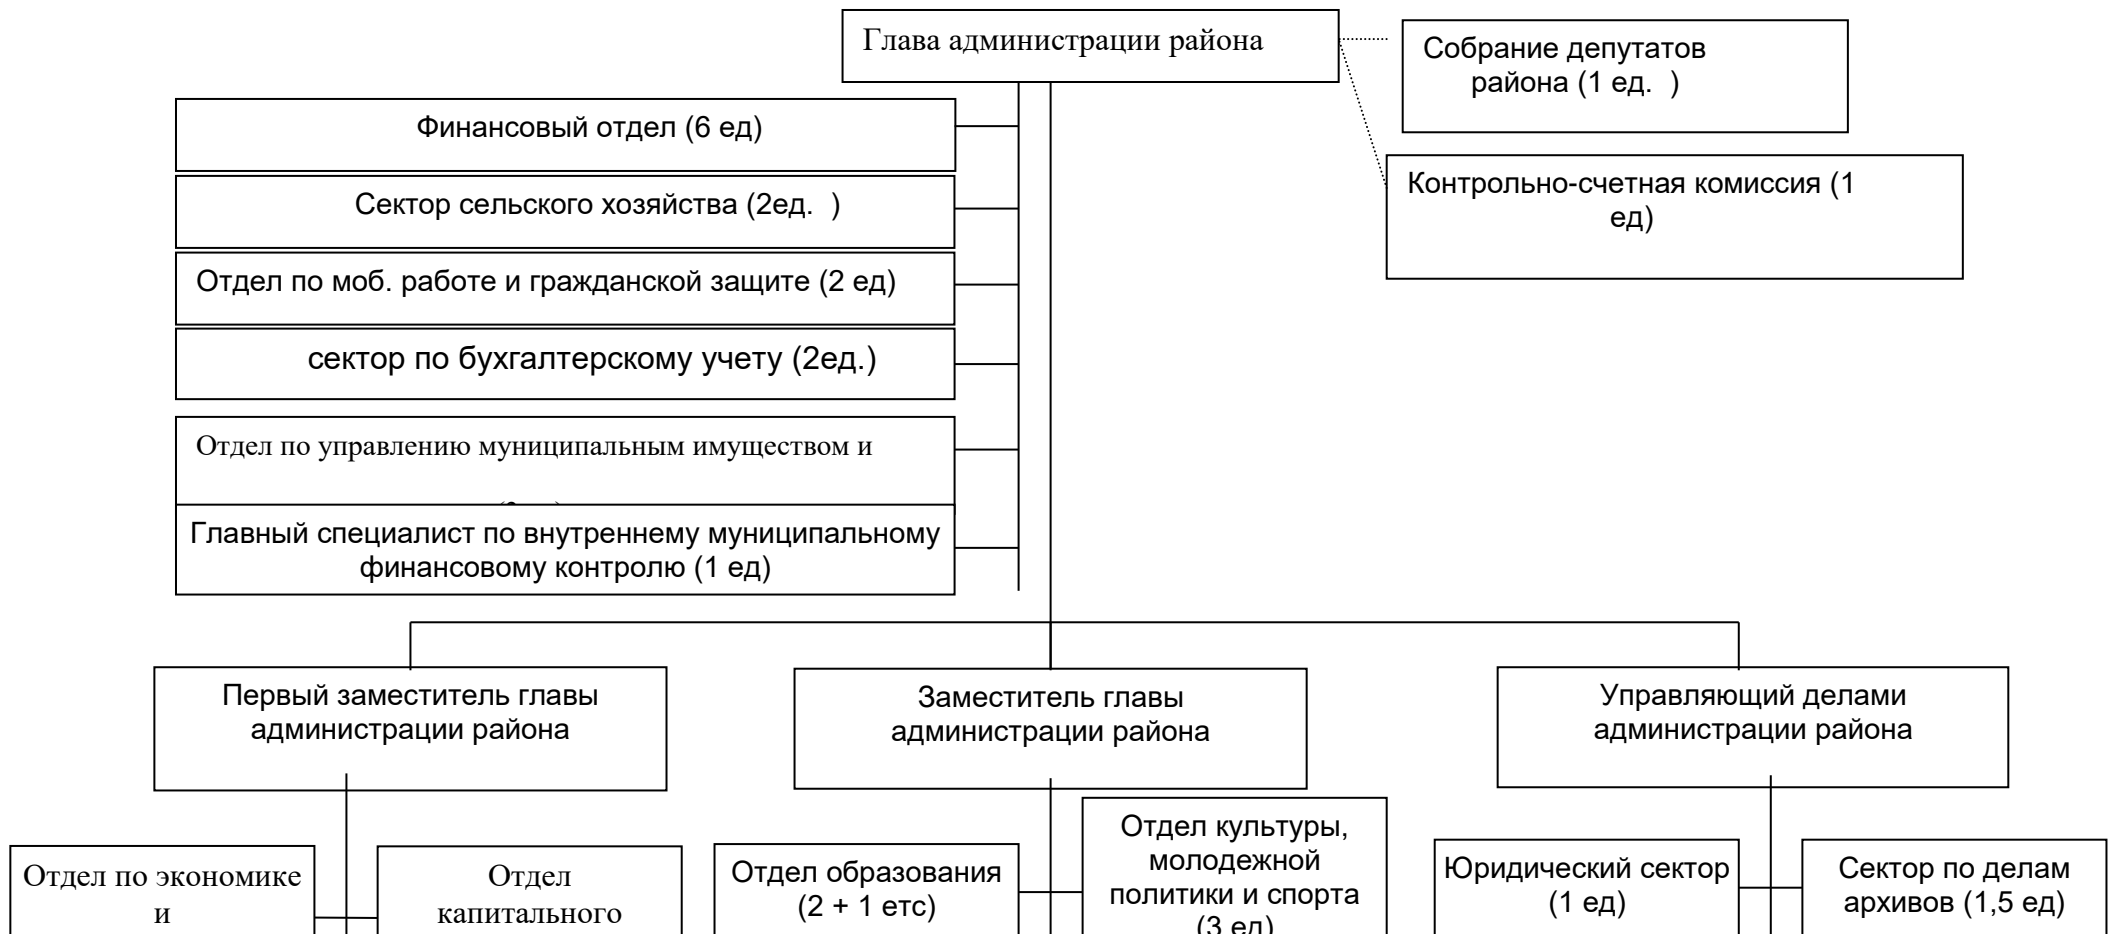 Глава администрации района
Собрание депутатов
района (1 ед. )
Финансовый отдел (6 ед)
Контрольно-счетная комиссия (1
ед)
Сектор сельского хозяйства (2ед. )
Отдел по моб. работе и гражданской защите (2 ед)
сектор по бухгалтерскому учету (2ед.)
Отдел по управлению муниципальным имуществом и
Главный специалист по внутреннему муниципальному
финансовому контролю (1 ед)
Первый заместитель главы
администрации района
Заместитель главы
администрации района
Управляющий делами
администрации района
Отдел по экономике
и
Отдел
капитального
Отдел образования
(2 + 1 етс)
Отдел культуры,
молодежной
политики и спорта
(3 ед)
Юридический сектор
(1 ед)
Сектор по делам
архивов (1,5 ед)